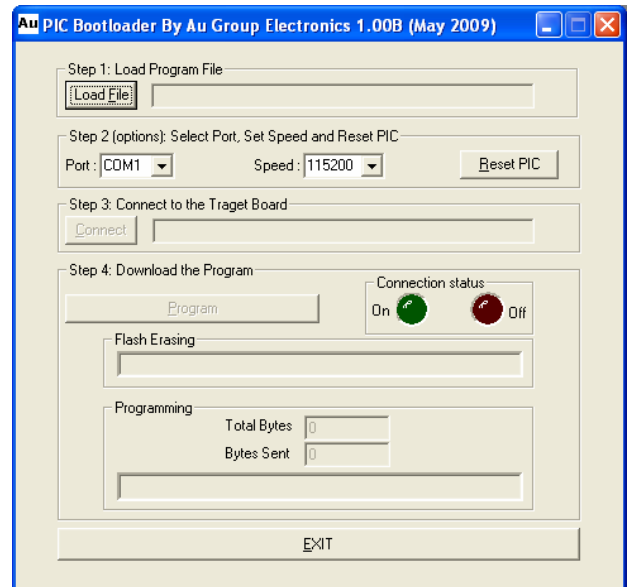 Au PIC Bootloader By Au Group Electronics 1.00B (May 2009)
Step 1: Load Program File
Load File
Step 2 (options): Select Port, Set Speed and Reset PIC
Port : COM1 Speed : 115200 Reset PIC
Step 3: Connect to the Traget Board
Connect
Step 4: Download the Program
Connection status
Program On Off
Flash Erasing
Programming
Total Bytes 0
Bytes Sent 0
EXIT